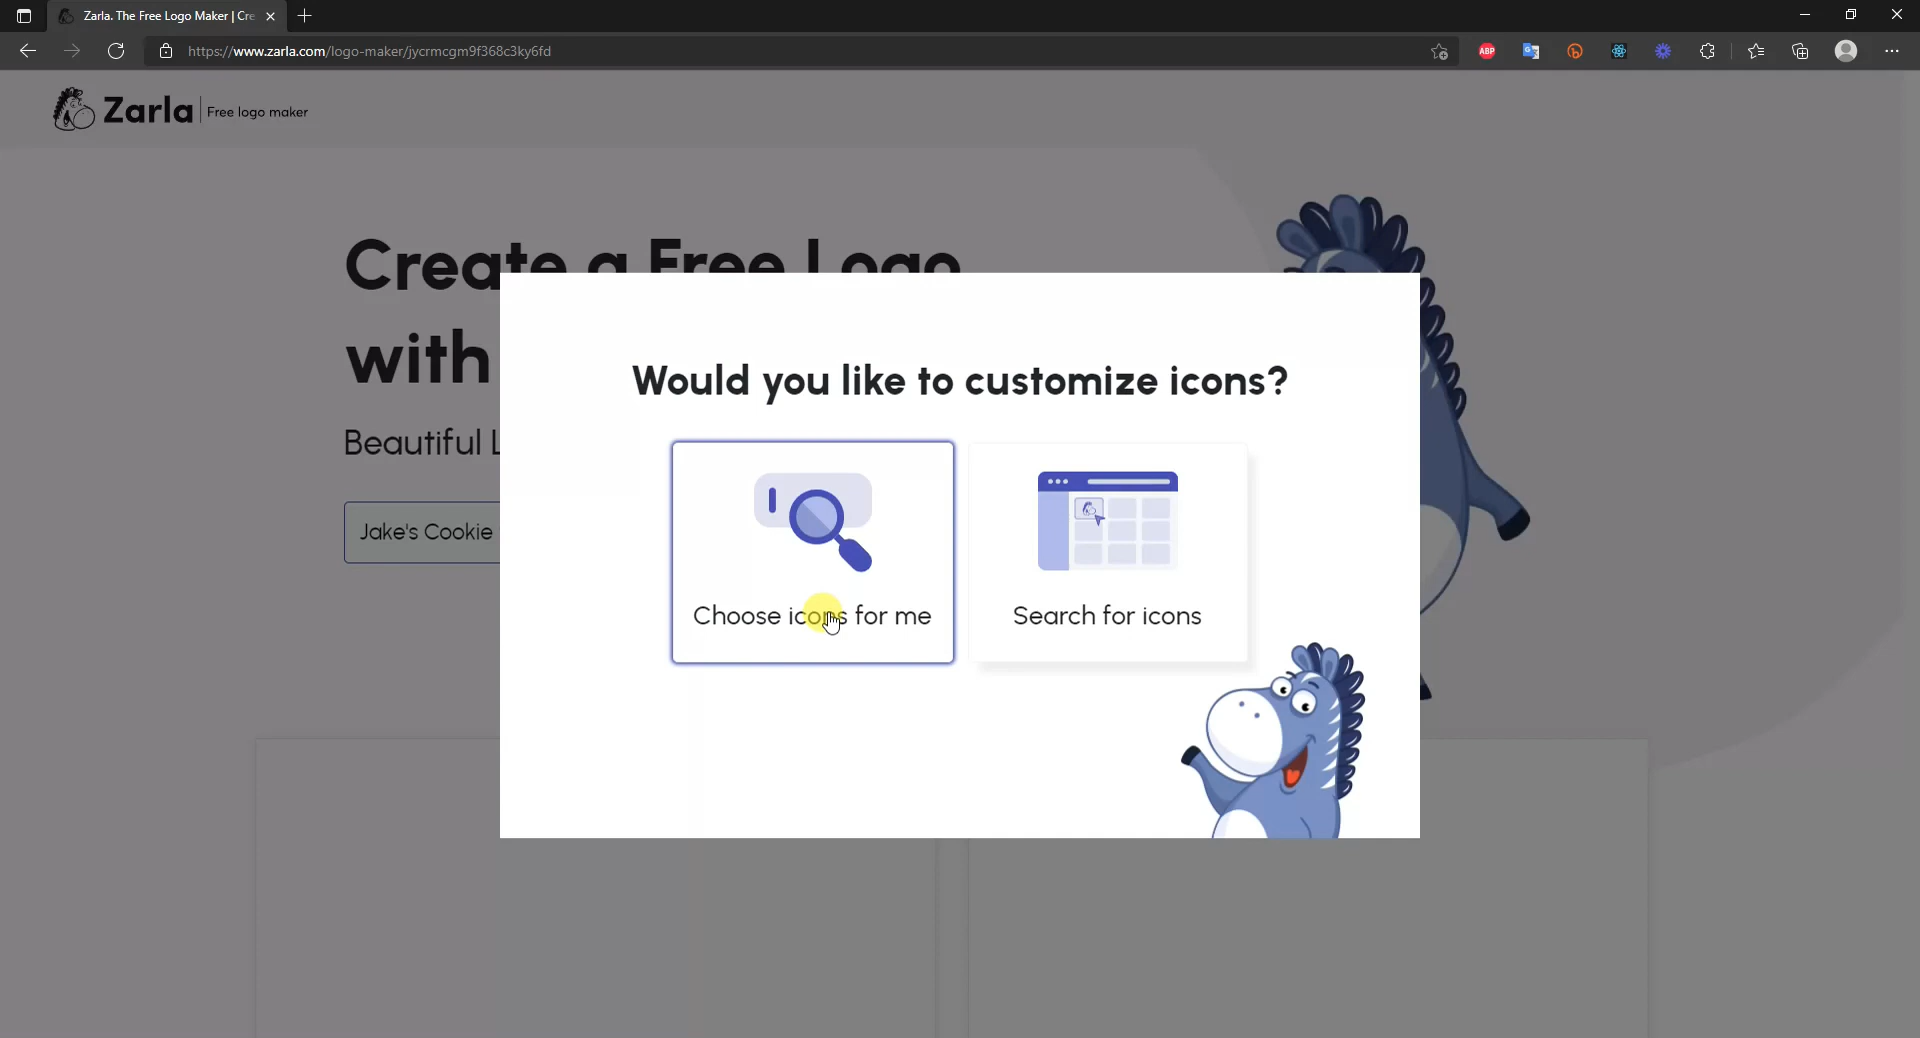 Zarla. The Free Logo Maker | Cre
https://www.zarla.com/logo-maker/jycrmcgm9f368c3ky6fd
ABP
Zarla
Free logo maker
Create a Free Logo
with
Beautiful L
Jake's Cookie
Would you like to customize icons?
Choose icons for me
Search for icons